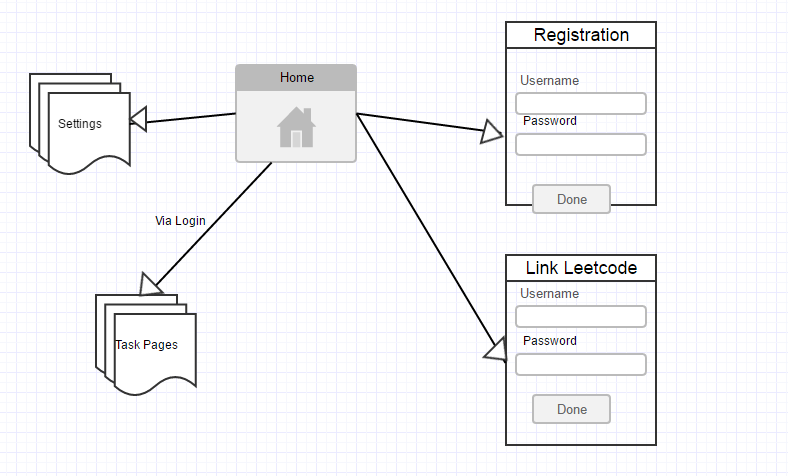 Registration
Username
Password
Done
Home
Settings
Via Login
Task Pages
Link Leetcode
Username
Password
Done